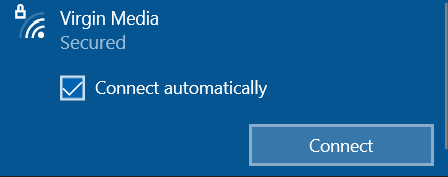 Virgin Media
Secured
Connect automatically
Connect